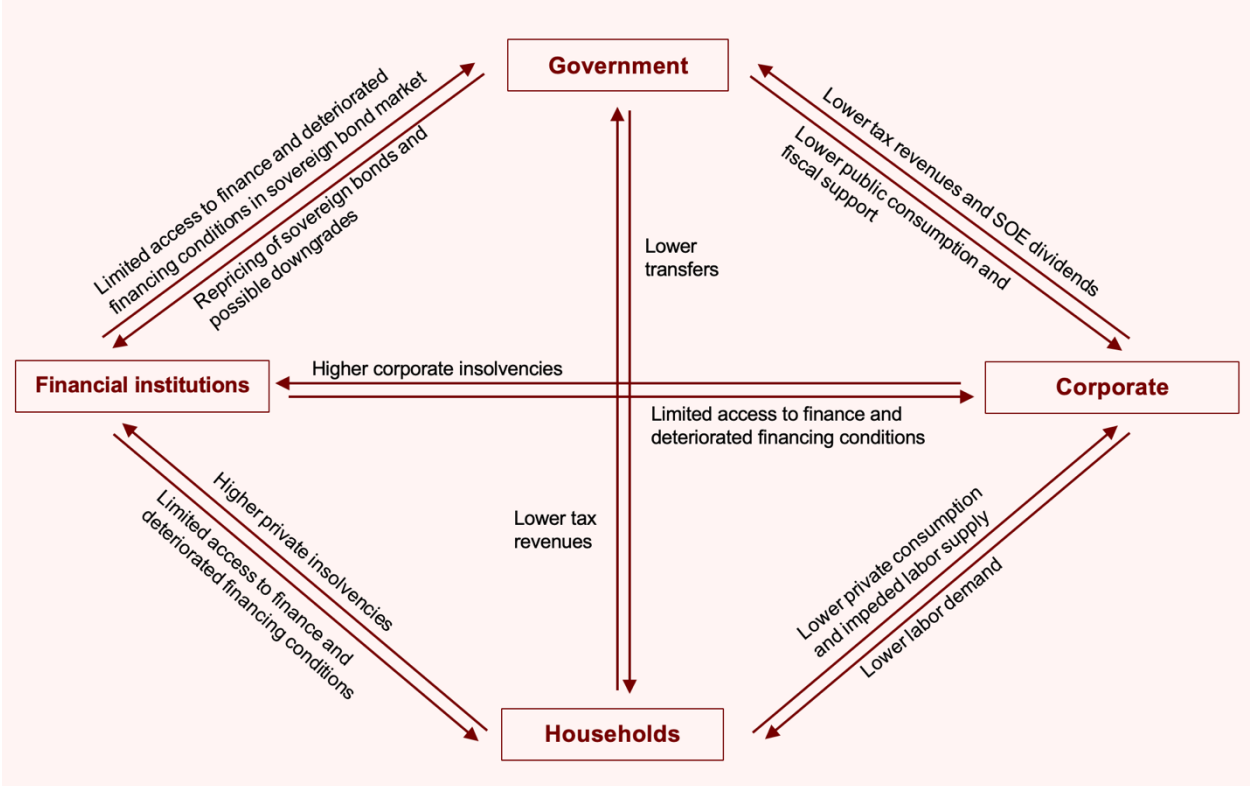 Government
Limited access to finance and deteriorated
financing conditions in sovereign bond market
Repricing of sovereign bonds and
possible downgrades
Lower tax revenues and SOE dividends
Lower public consumption and
fiscal support
Lower
transfers
Financial institutions
Higher corporate insolvencies
Corporate
Limited access to finance and
deteriorated financing conditions
Higher private insolvencies
Limited access to finance and
deteriorated financing conditions
Lower tax
revenues
Lower private consumption
and impeded labor supply
Lower labor demand
Households